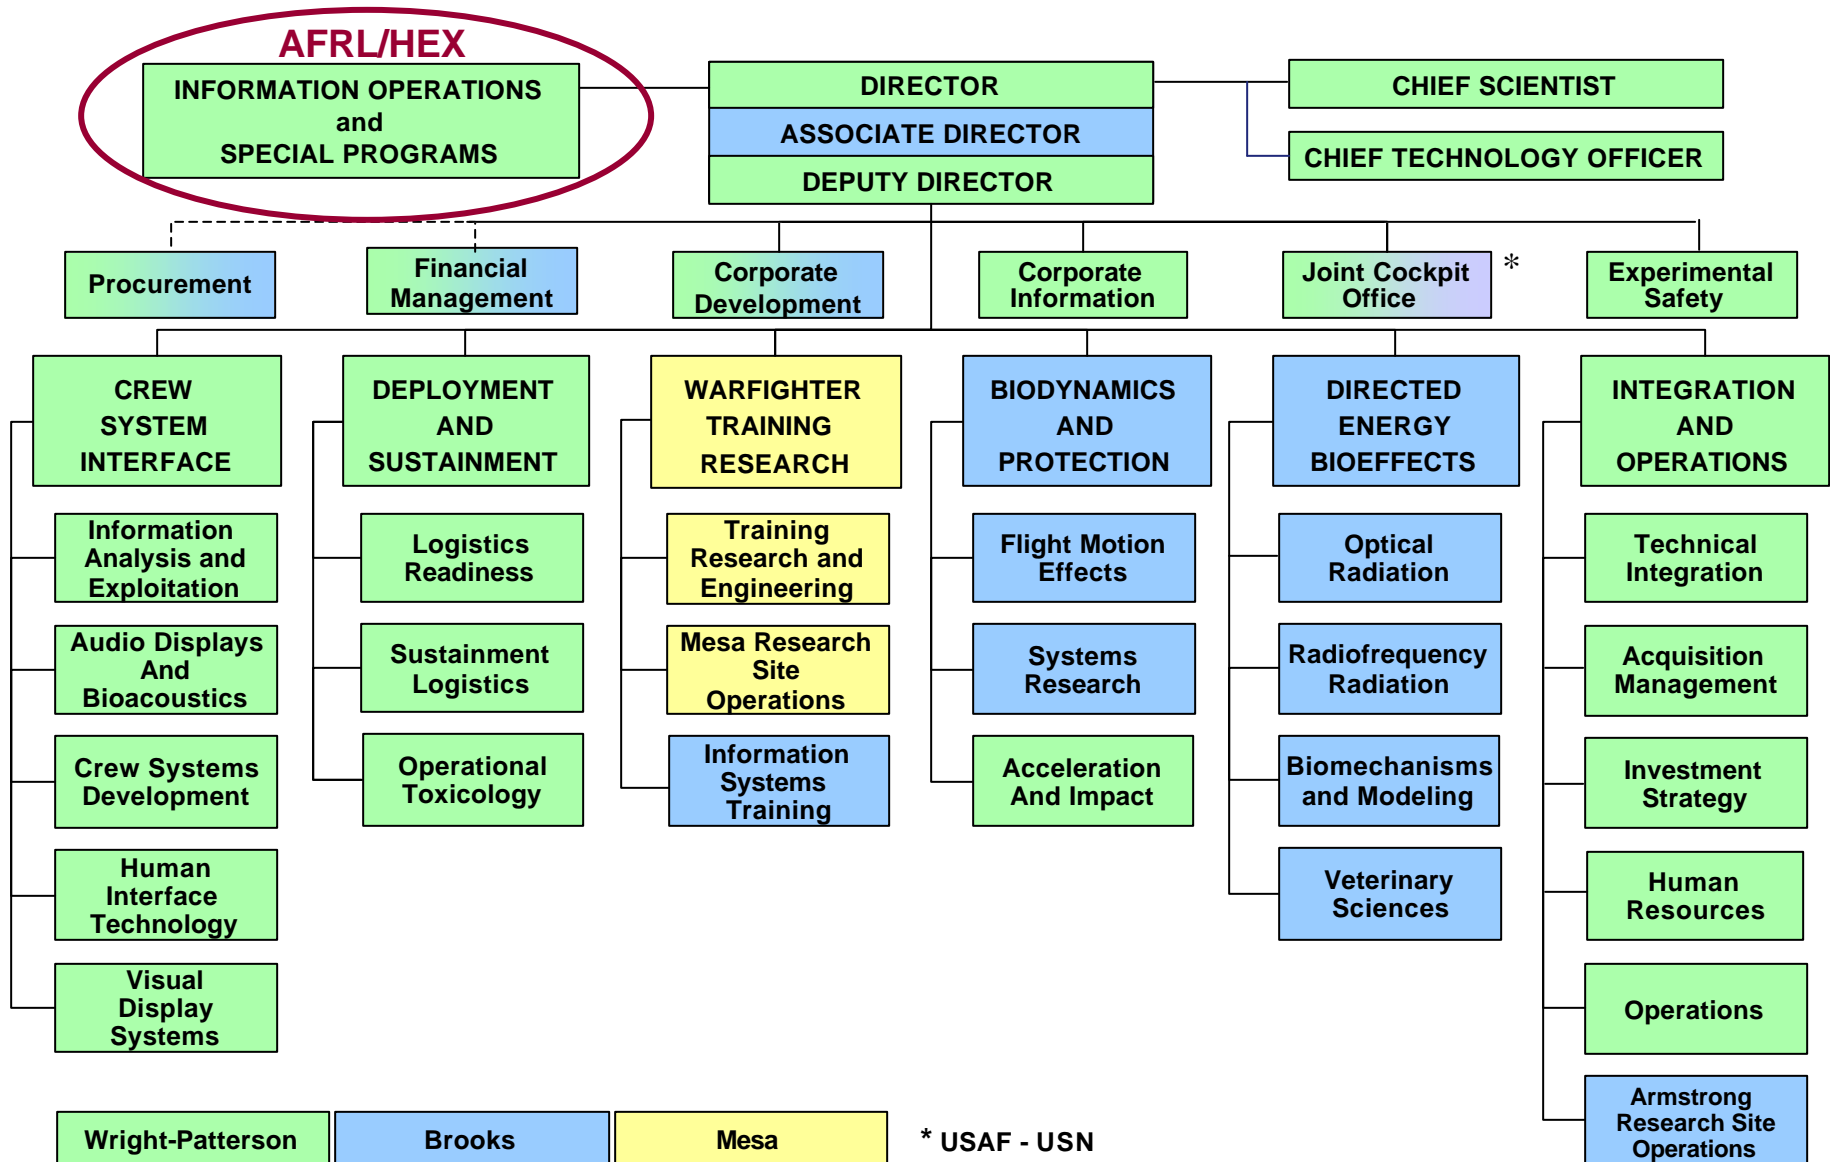 AFRL/HEX
INFORMATION OPERATIONS
and
SPECIAL PROGRAMS
DIRECTOR
ASSOCIATE DIRECTOR
DEPUTY DIRECTOR
CHIEF SCIENTIST
CHIEF TECHNOLOGY OFFICER
Procurement
Financial
Management
Corporate
Development
Corporate
Information
Joint Cockpit
Office
*
Experimental
Safety
CREW
SYSTEM
INTERFACE
Information
Analysis and
Exploitation
Audio Displays
And
Bioacoustics
Crew Systems
Development
Human
Interface
Technology
Visual
Display
Systems
DEPLOYMENT
AND
SUSTAINMENT
Logistics
Readiness
Sustainment
Logistics
Operational
Toxicology
WARFIGHTER
TRAINING
RESEARCH
Training
Research and
Engineering
Mesa Research
Site
Operations
Information
Systems
Training
BIODYNAMICS
AND
PROTECTION
Flight Motion
Effects
Systems
Research
Acceleration
And Impact
DIRECTED
ENERGY
BIOEFFECTS
Optical
Radiation
Radiofrequency
Radiation
Biomechanisms
and Modeling
Veterinary
Sciences
INTEGRATION
AND
OPERATIONS
Technical
Integration
Acquisition
Management
Investment
Strategy
Human
Resources
Operations
Armstrong
Research Site
Operations
Wright-Patterson
Brooks
Mesa
* USAF - USN